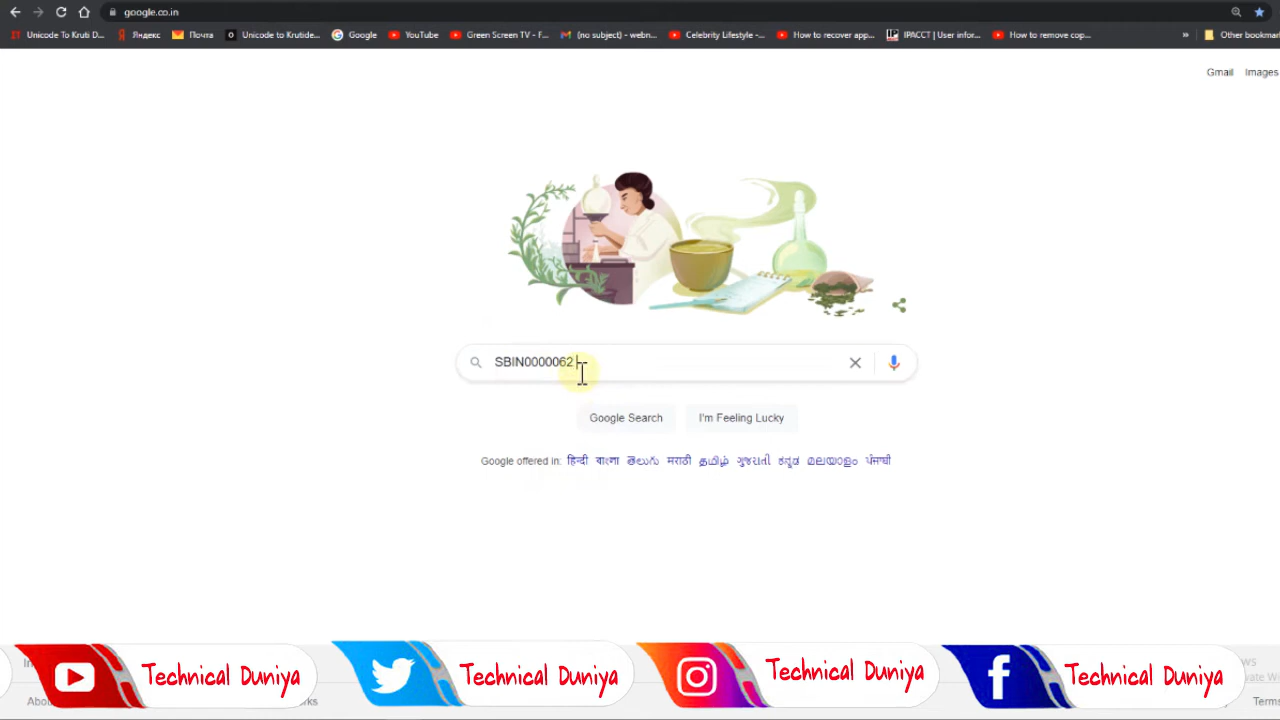 google.co.in
Unicode To Kruti D...
Яндекс
Почта
Unicode to Krutide...
Google
YouTube
Green Screen TV - F...
(no subject) - webn...
Celebrity Lifestyle -...
How to recover app...
IPACCT | User infor...
How to remove cop...
»
Other bookmar
Gmail Images
SBIN0000062
Google Search I'm Feeling Lucky
Google offered in: हिन्दी বাংলা తెలుగు मराठी தமிழ் ગુજરાતી ಕನ್ನಡ മലയാളം ਪੰਜਾਬੀ
Technical Duniya Technical Duniya Technical Duniya Technical Duniya
Terms